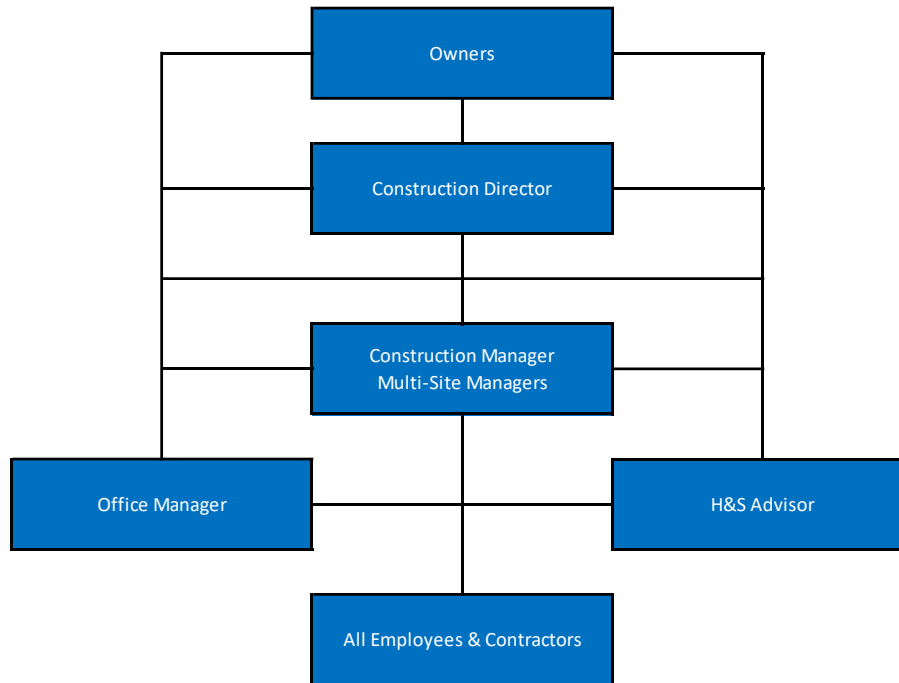 Owners
Construction Director
Construction Manager
Multi-Site Managers
Office Manager
H&S Advisor
All Employees & Contractors